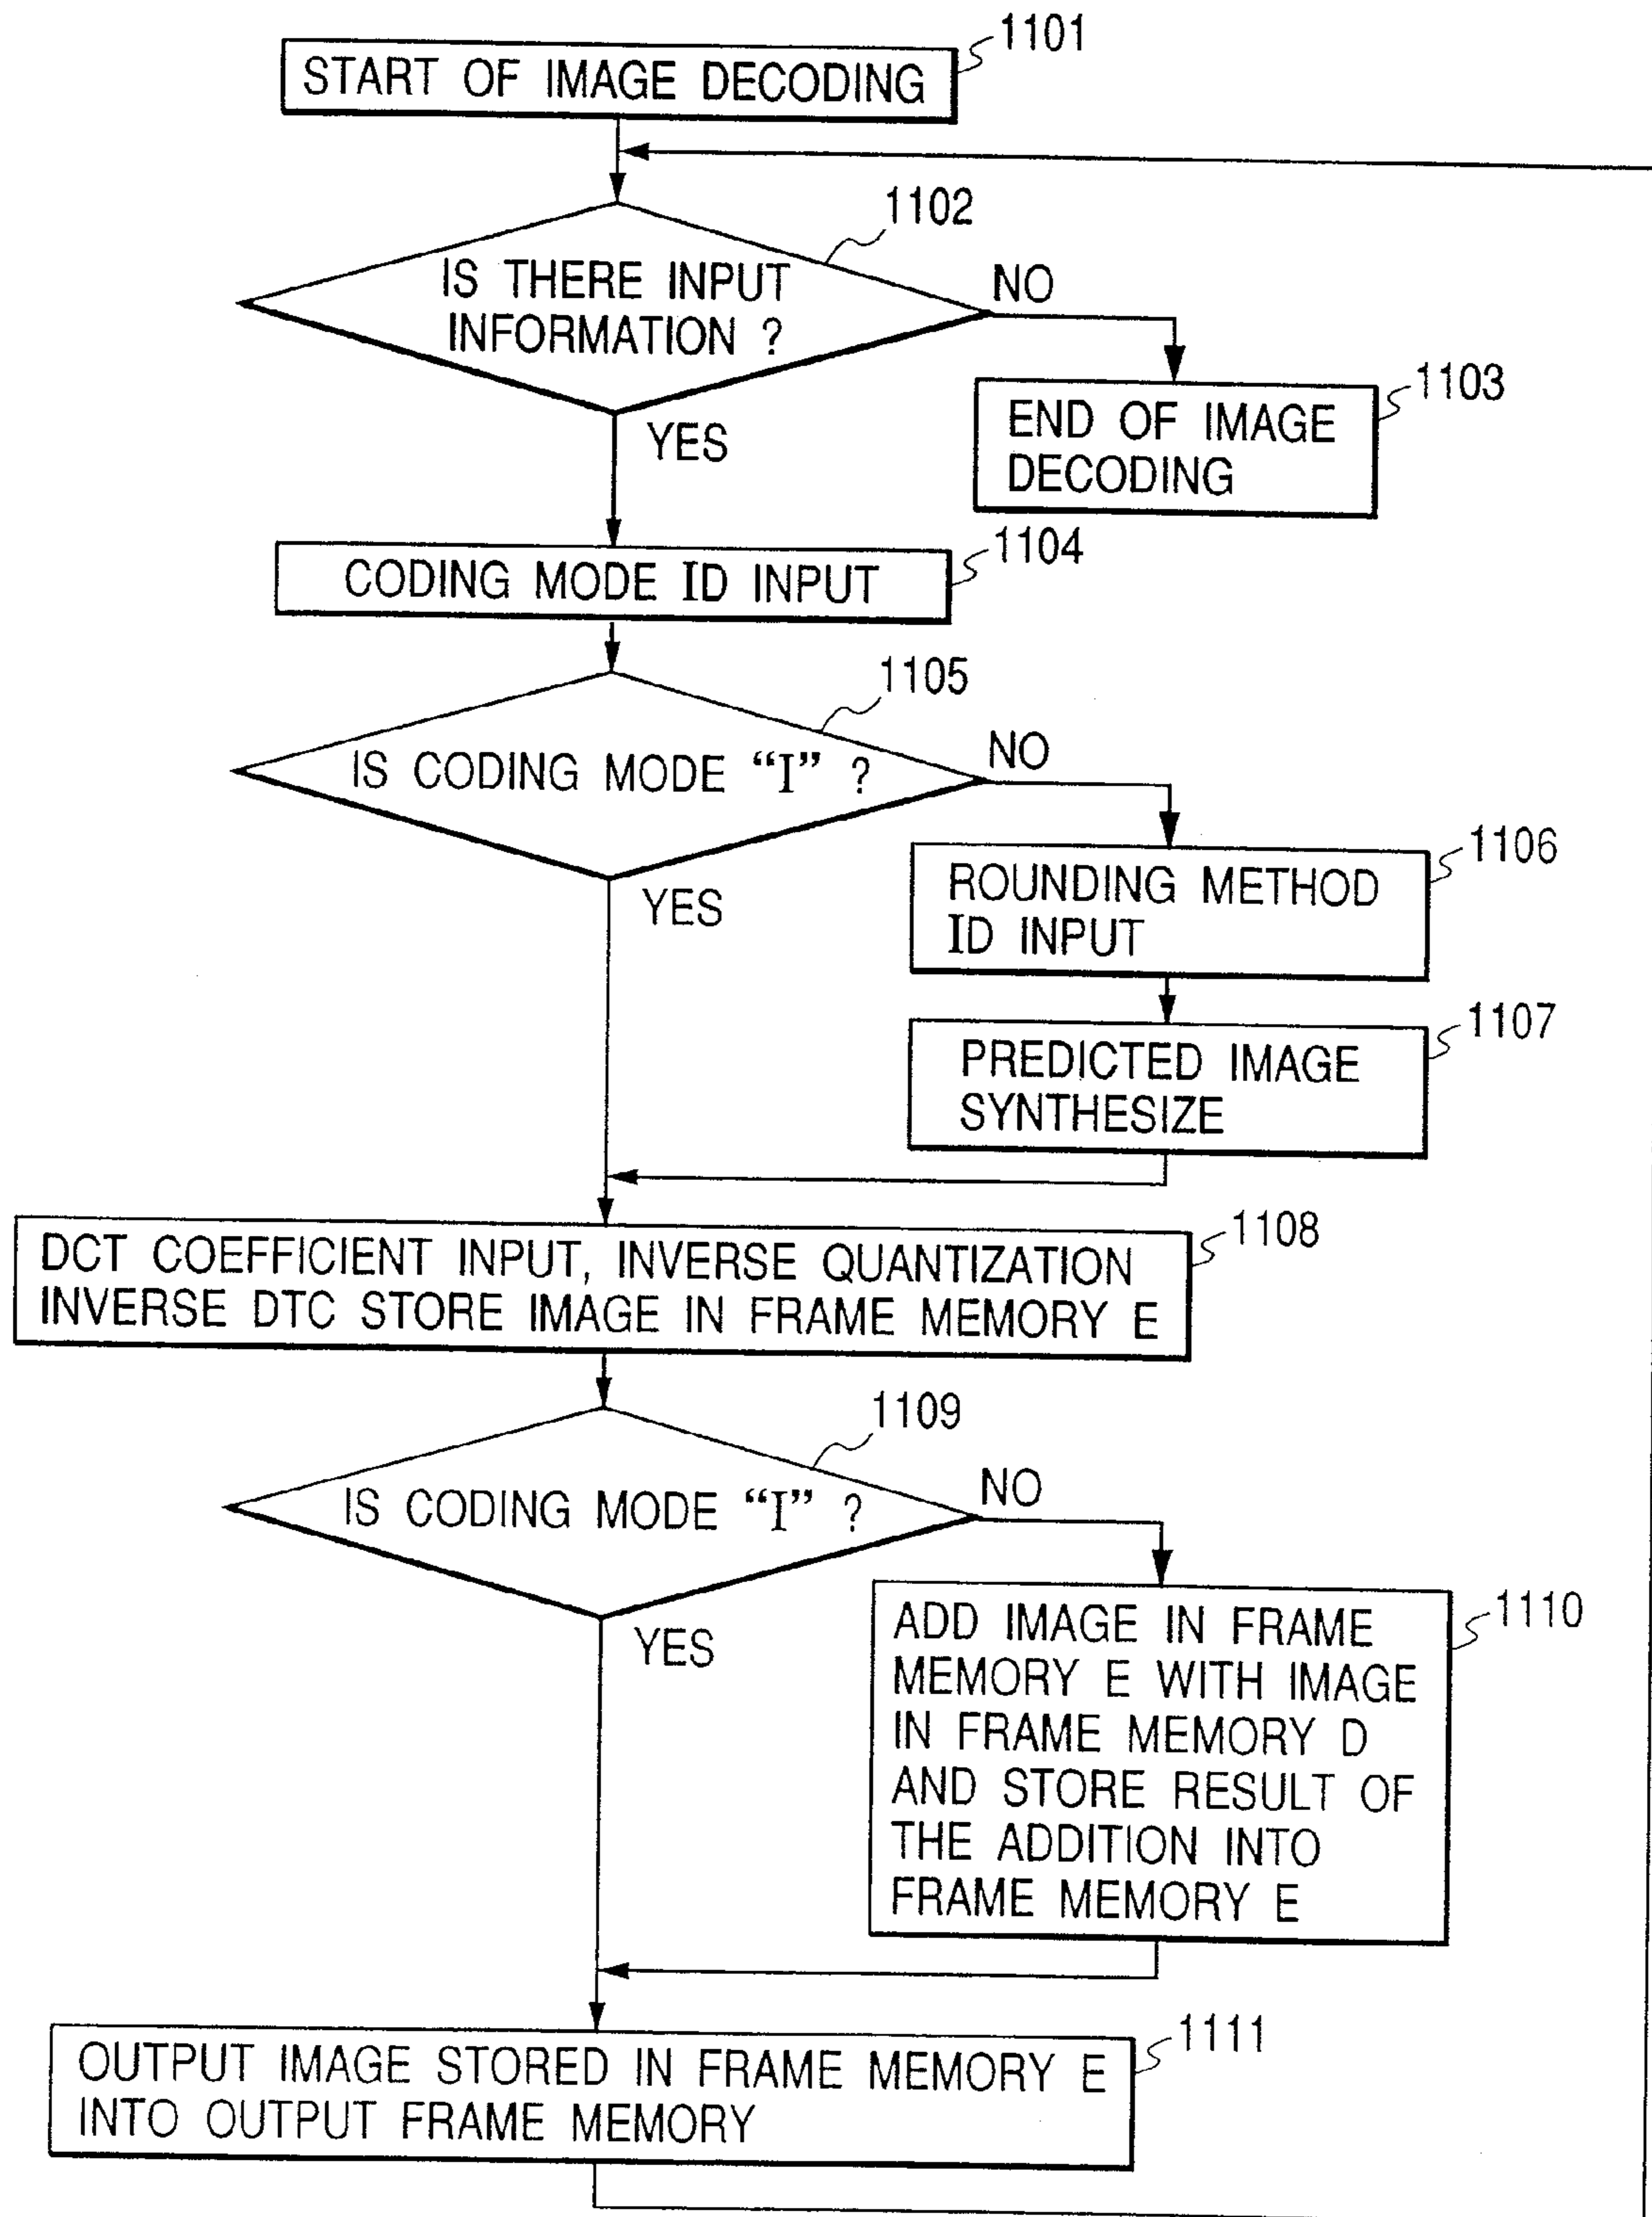 1101
START OF IMAGE DECODING
1102
IS THERE INPUT
INFORMATION ?
NO
YES
1103
END OF IMAGE
DECODING
1104
CODING MODE ID INPUT
1105
IS CODING MODE “I” ?
NO
YES
1106
ROUNDING METHOD
ID INPUT
1107
PREDICTED IMAGE
SYNTHESIZE
1108
DCT COEFFICIENT INPUT, INVERSE QUANTIZATION
INVERSE DTC STORE IMAGE IN FRAME MEMORY E
1109
IS CODING MODE “I” ?
NO
YES
1110
ADD IMAGE IN FRAME
MEMORY E WITH IMAGE
IN FRAME MEMORY D
AND STORE RESULT OF
THE ADDITION INTO
FRAME MEMORY E
1111
OUTPUT IMAGE STORED IN FRAME MEMORY E
INTO OUTPUT FRAME MEMORY